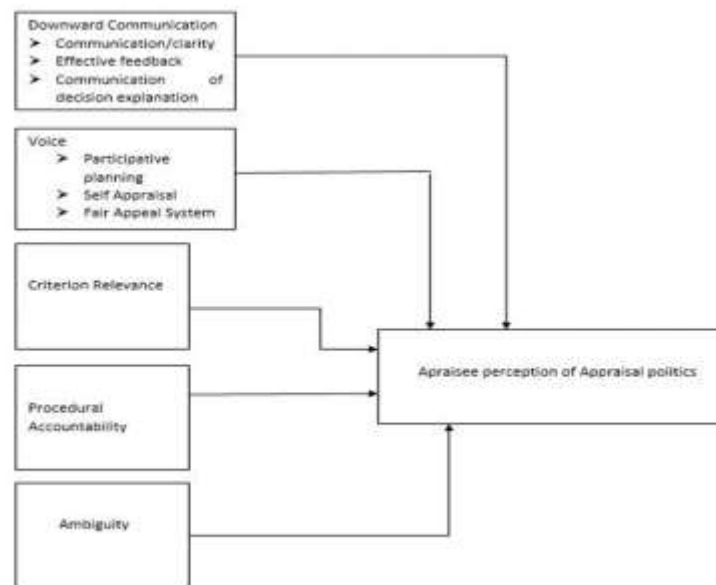 Downward Communication
➤ Communication/clarity
➤ Effective feedback
➤ Communication of
decision explanation
Voice
➤ Participative
planning
➤ Self Appraisal
➤ Fair Appeal System
Criterion Relevance
Apraisee perception of Appraisal politics
Procedural
Accountability
Ambiguity